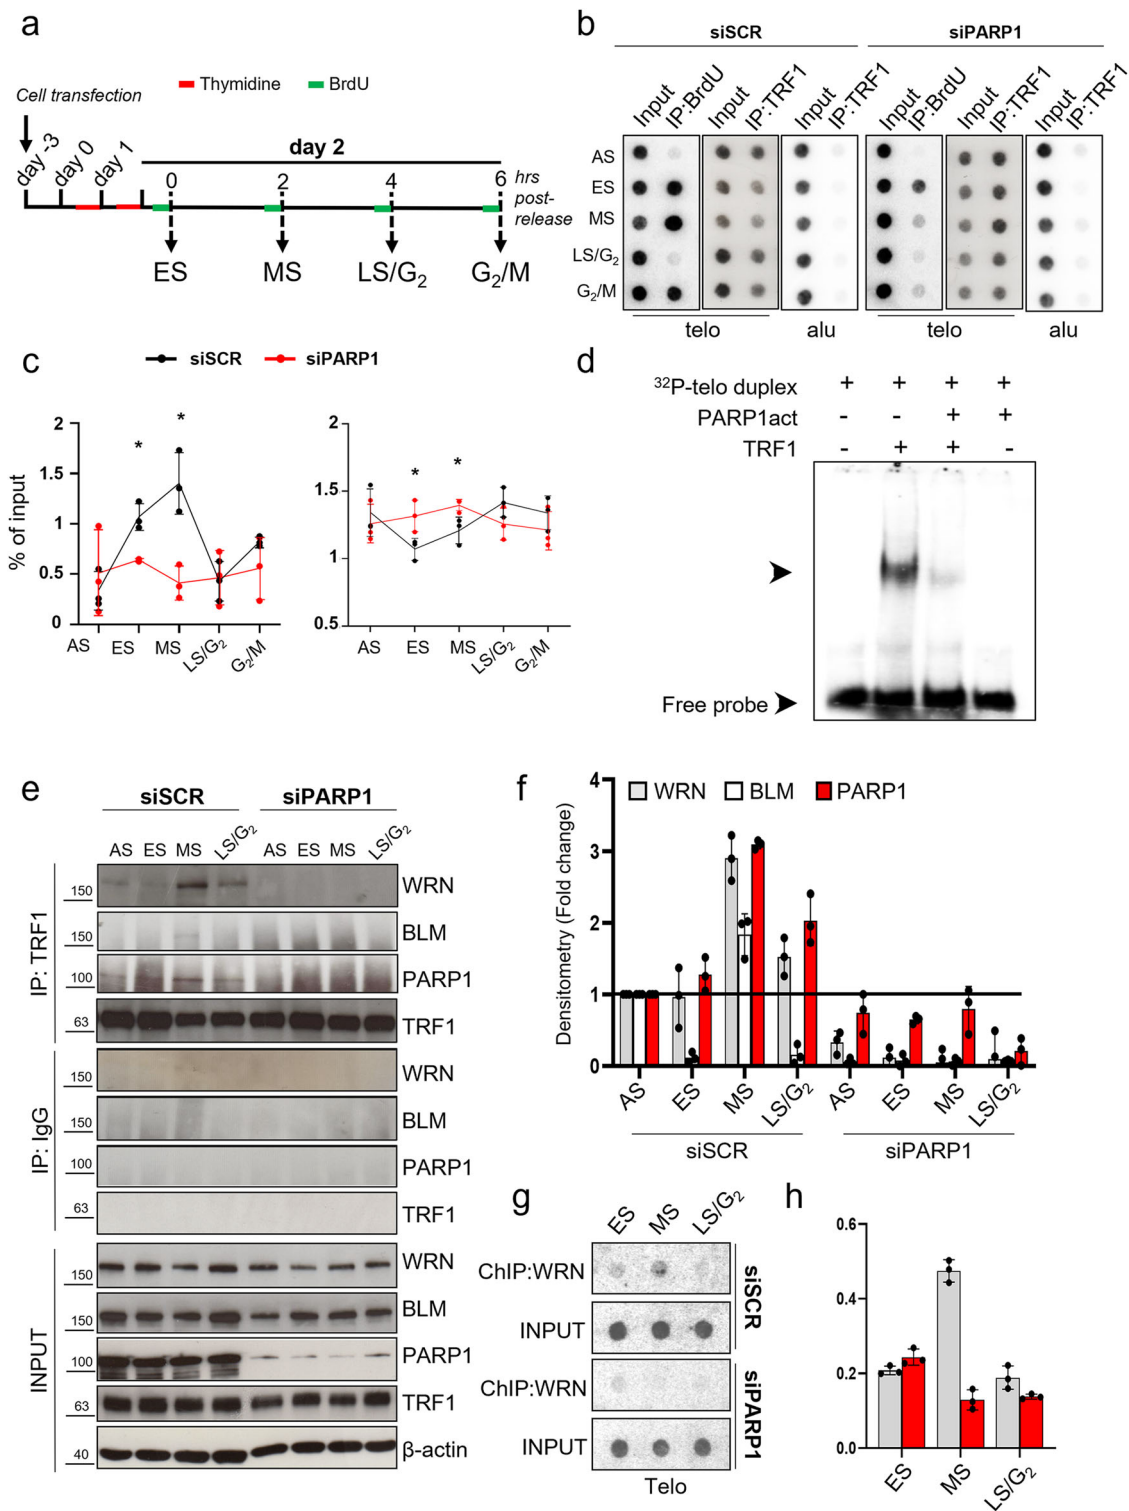 a
Thymidine BrdU
Cell transfection
day -3 day 0 day 1 day 2
0 2 4 6 hrs post-release
ES MS LS/G2 G2/M
b
siSCR siPARP1
Input IP:BrdU Input IP:TRF1 Input IP:TRF1 Input IP:BrdU Input IP:TRF1 Input IP:TRF1
AS
ES
MS
LS/G2
G2/M
telo alu telo alu
c
siSCR siPARP1
% of input
2
1.5
1
0.5
0
* *
AS ES MS LS/G2 G2/M
2
1.5
1
0.5
* *
AS ES MS LS/G2 G2/M
d
32P-telo duplex + + + +
PARP1act - - + +
TRF1 - + + -
Free probe
e
siSCR siPARP1
AS ES MS LS/G2 AS ES MS LS/G2
IP: TRF1
150 WRN
150 BLM
100 PARP1
63 TRF1
IP: IgG
150 WRN
150 BLM
100 PARP1
63 TRF1
INPUT
150 WRN
150 BLM
100 PARP1
63 TRF1
40 β-actin
f
WRN BLM PARP1
Densitometry (Fold change)
4
3
2
1
0
AS ES MS LS/G2 AS ES MS LS/G2
siSCR siPARP1
g
ES MS LS/G2
ChIP:WRN
INPUT
siSCR
ChIP:WRN
INPUT
siPARP1
Telo
h
0.6
0.4
0.2
0.0
ES MS LS/G2